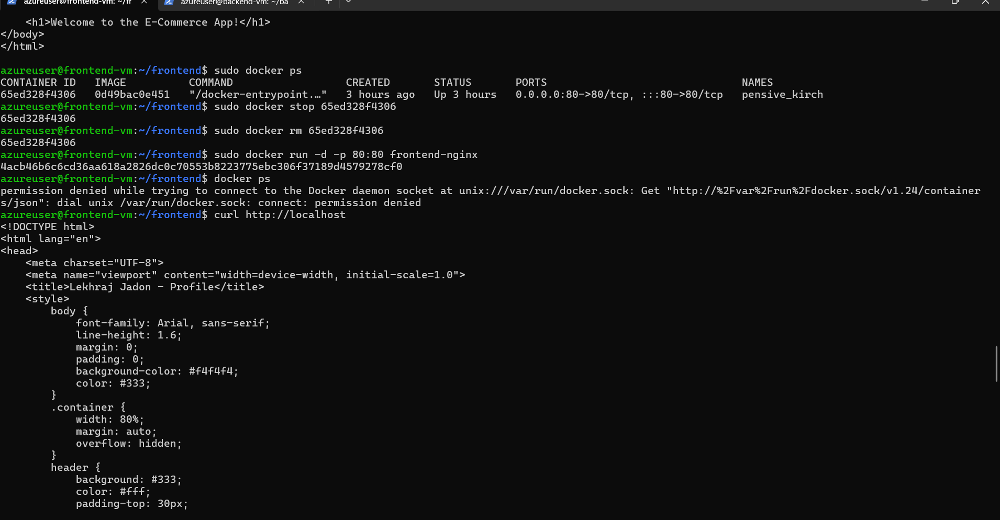 azureuser@frontend-vm: ~/fr
azureuser@backend-vm: ~/ba
<h1>Welcome to the E-Commerce App!</h1>
</body>
</html>
azureuser@frontend-vm:~/frontend$ sudo docker ps
CONTAINER ID   IMAGE          COMMAND                  CREATED       STATUS       PORTS                               NAMES
65ed328f4306   0d49bac0e451   "/docker-entrypoint.…"   3 hours ago   Up 3 hours   0.0.0.0:80->80/tcp, :::80->80/tcp   pensive_kirch
azureuser@frontend-vm:~/frontend$ sudo docker stop 65ed328f4306
65ed328f4306
azureuser@frontend-vm:~/frontend$ sudo docker rm 65ed328f4306
65ed328f4306
azureuser@frontend-vm:~/frontend$ sudo docker run -d -p 80:80 frontend-nginx
4acb46b6c6cd36aa618a2826dc0c70553b8223775ebc306f37189d4579278cf0
azureuser@frontend-vm:~/frontend$ docker ps
permission denied while trying to connect to the Docker daemon socket at unix:///var/run/docker.sock: Get "http://%2Fvar%2Frun%2Fdocker.sock/v1.24/container
s/json": dial unix /var/run/docker.sock: connect: permission denied
azureuser@frontend-vm:~/frontend$ curl http://localhost
<!DOCTYPE html>
<html lang="en">
<head>
    <meta charset="UTF-8">
    <meta name="viewport" content="width=device-width, initial-scale=1.0">
    <title>Lekhraj Jadon - Profile</title>
    <style>
        body {
            font-family: Arial, sans-serif;
            line-height: 1.6;
            margin: 0;
            padding: 0;
            background-color: #f4f4f4;
            color: #333;
        }
        .container {
            width: 80%;
            margin: auto;
            overflow: hidden;
        }
        header {
            background: #333;
            color: #fff;
            padding-top: 30px;